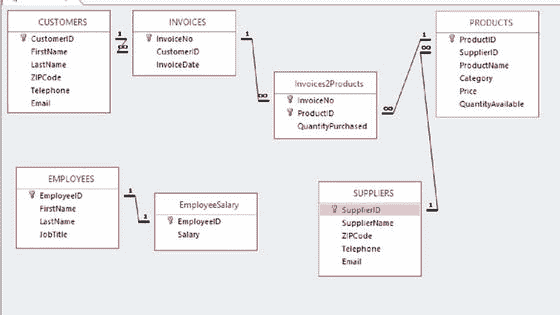 CUSTOMERS
CustomerID
FirstName
LastName
ZIPCode
Telephone
Email
1
∞
INVOICES
InvoiceNo
CustomerID
InvoiceDate
1
∞
Invoices2Products
InvoiceNo
ProductID
QuantityPurchased
1
∞
∞
PRODUCTS
ProductID
SupplierID
ProductName
Category
Price
QuantityAvailable
EMPLOYEES
EmployeeID
FirstName
LastName
JobTitle
1
1
EmployeeSalary
EmployeeID
Salary
SUPPLIERS
SupplierID
SupplierName
ZIPCode
Telephone
Email
1